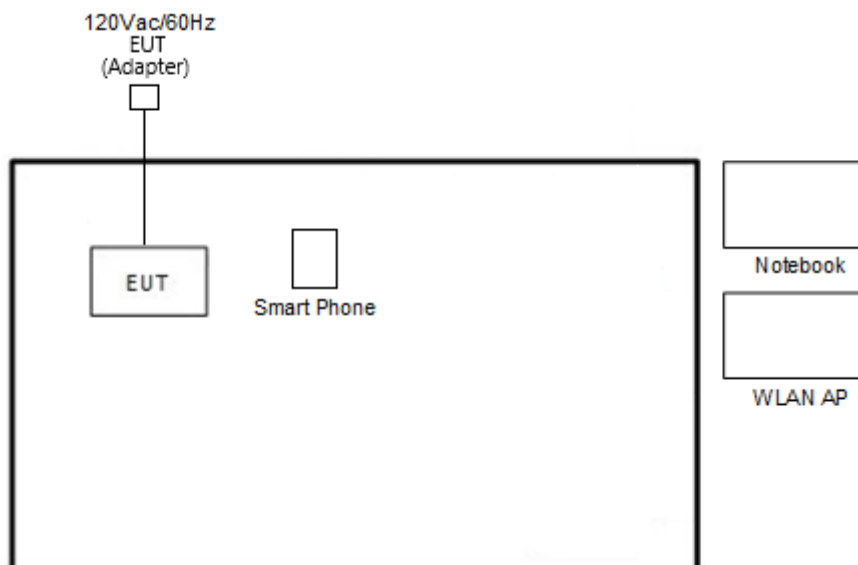 120Vac/60Hz
EUT
(Adapter)
EUT
Smart Phone
Notebook
WLAN AP